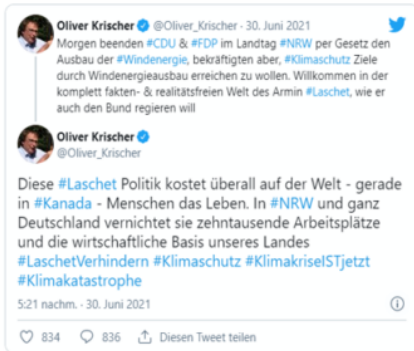 Oliver Krischer @Oliver_Krischer · 30. Juni 2021
Morgen beenden #CDU & #FDP im Landtag #NRW per Gesetz den
Ausbau der #Windenergie, bekräftigten aber, #Klimaschutz Ziele
durch Windenergieausbau erreichen zu wollen. Willkommen in der
komplett fakten- & realitätsfreien Welt des Armin #Laschet, wie er
auch den Bund regieren will
Oliver Krischer
@Oliver_Krischer
Diese #Laschet Politik kostet überall auf der Welt - gerade
in #Kanada - Menschen das Leben. In #NRW und ganz
Deutschland vernichtet sie zehntausende Arbeitsplätze
und die wirtschaftliche Basis unseres Landes
#LaschetVerhindern #Klimaschutz #KlimakriseISTjetzt
#Klimakatastrophe
5:21 nachm. · 30. Juni 2021
834 836 Diesen Tweet teilen